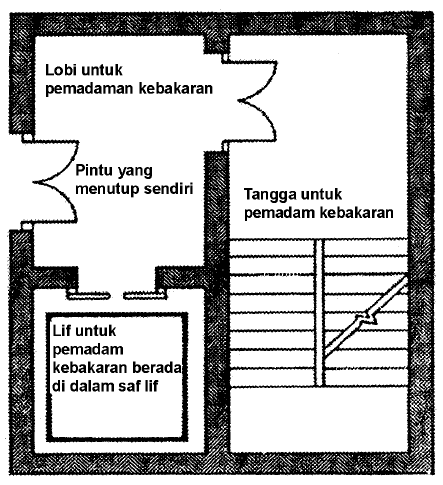 Lobi untuk
pemadaman kebakaran
Pintu yang
menutup sendiri
Tangga untuk
pemadam kebakaran
Lif untuk
pemadam
kebakaran berada
di dalam saf lif